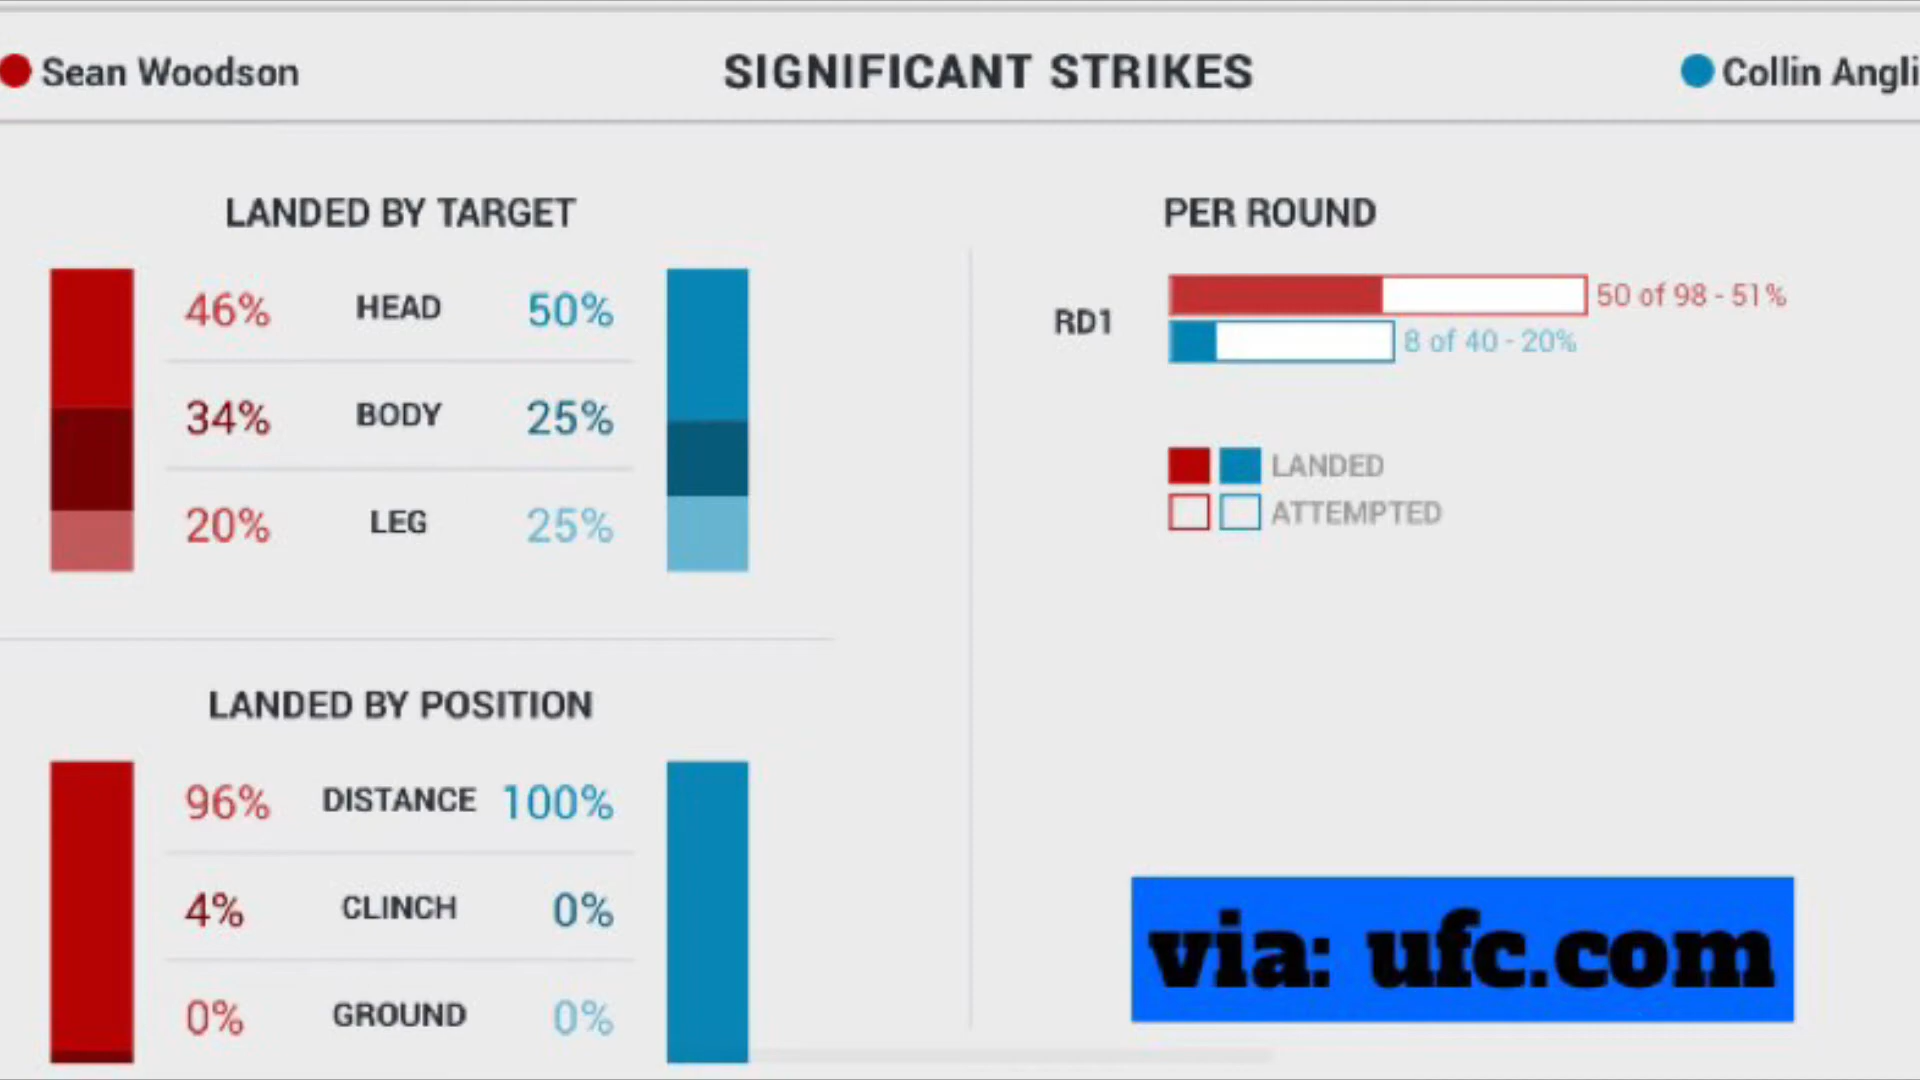 Sean Woodson
SIGNIFICANT STRIKES
Collin Angli
LANDED BY TARGET
46% HEAD 50%
34% BODY 25%
20% LEG 25%
PER ROUND
RD1
50 of 98 - 51%
8 of 40 - 20%
LANDED
ATTEMPTED
LANDED BY POSITION
96% DISTANCE 100%
4% CLINCH 0%
0% GROUND 0%
via: ufc.com